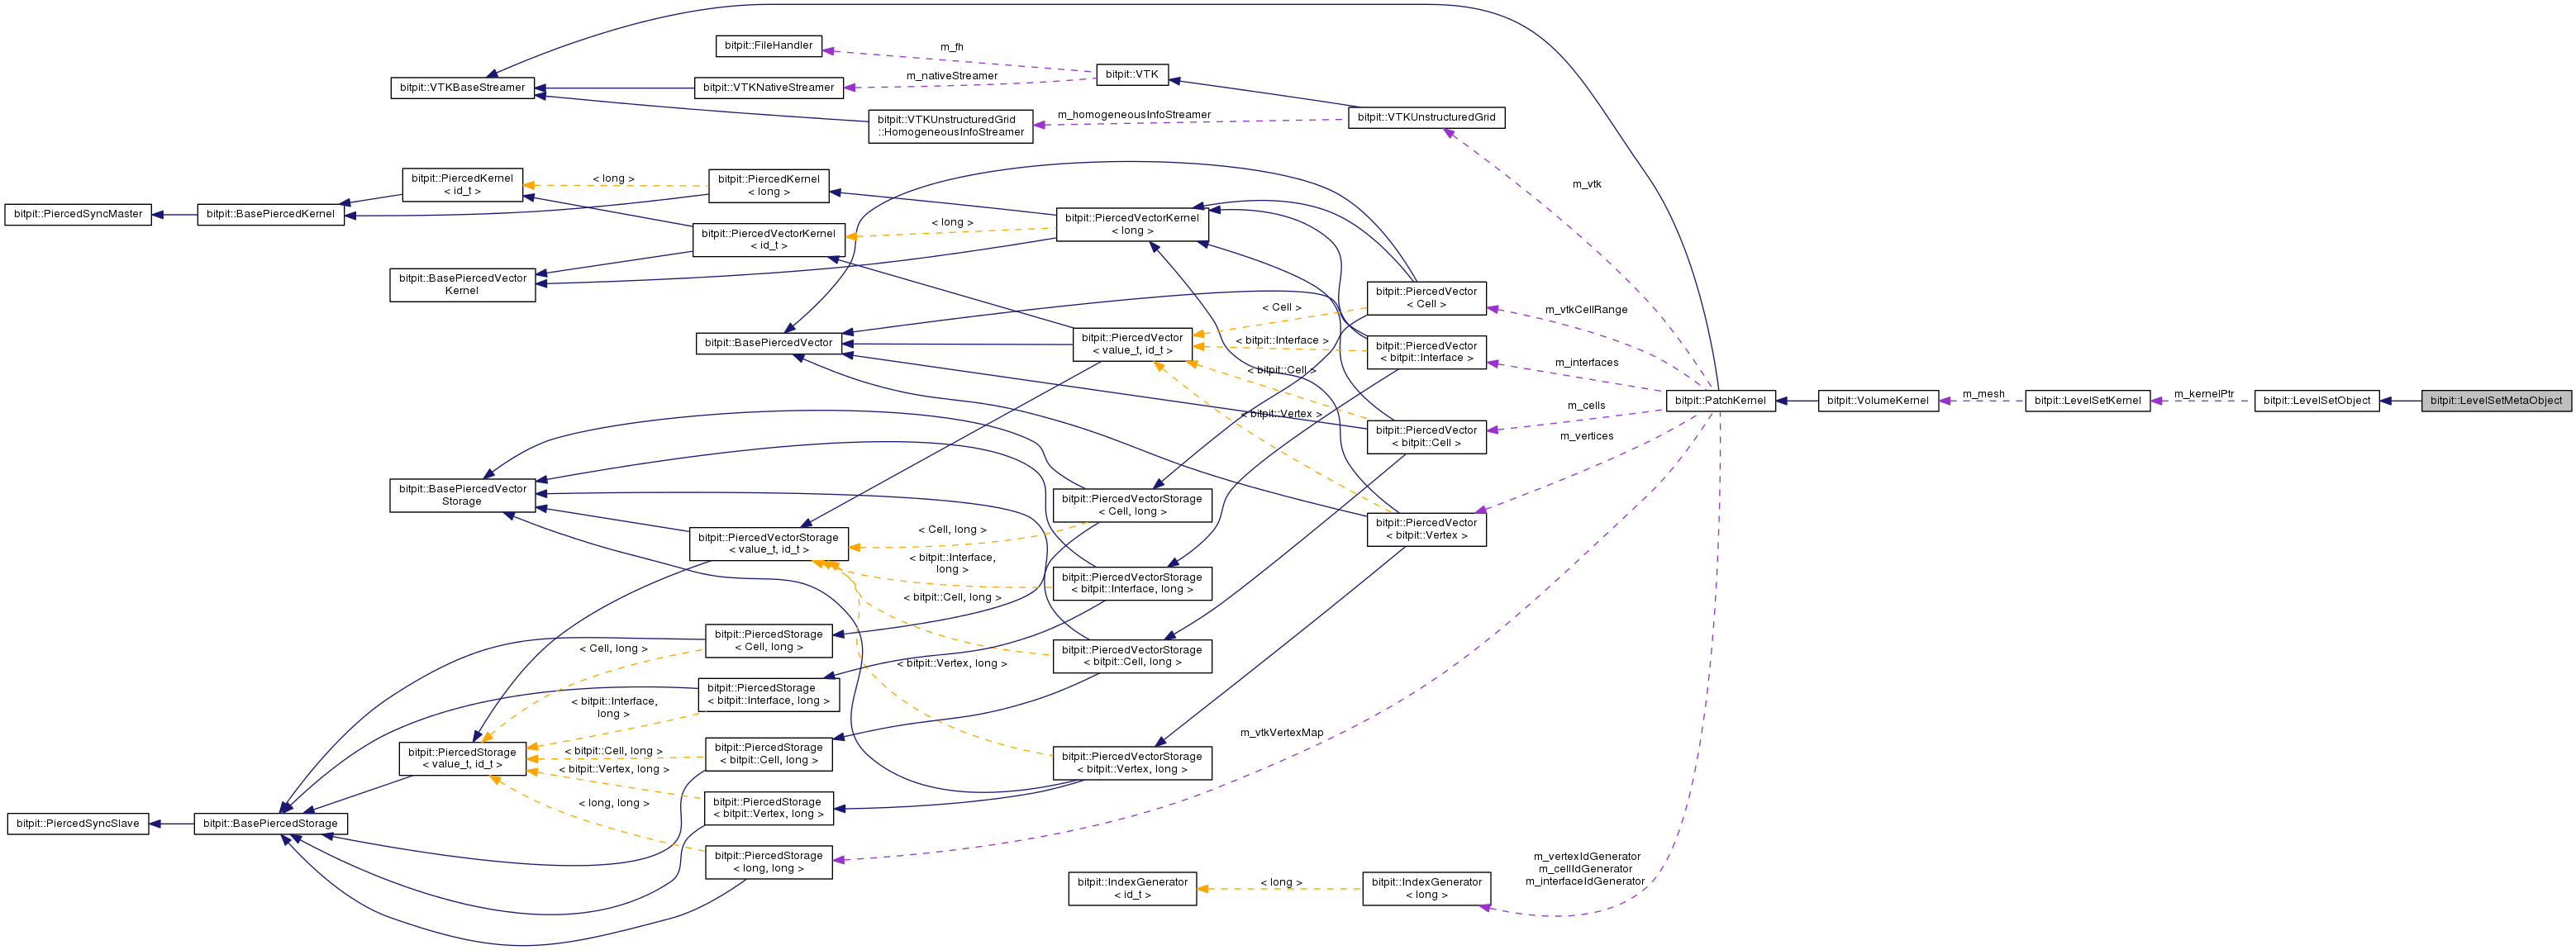 bitpit::FileHandler
m_fh
bitpit::VTKBaseStreamer
bitpit::VTKNativeStreamer
m_nativeStreamer
bitpit::VTK
bitpit::VTKUnstructuredGrid
::HomogeneousInfoStreamer
m_homogeneousInfoStreamer
bitpit::VTKUnstructuredGrid
m_vtk
bitpit::PiercedSyncMaster
bitpit::BasePiercedKernel
bitpit::PiercedKernel
< id_t >
< long >
bitpit::PiercedKernel
< long >
bitpit::PiercedVectorKernel
< id_t >
< long >
bitpit::PiercedVectorKernel
< long >
bitpit::BasePiercedVector
Kernel
bitpit::BasePiercedVector
bitpit::PiercedVector
< value_t, id_t >
< Cell >
< bitpit::Interface >
< bitpit::Cell >
< bitpit::Vertex >
bitpit::PiercedVector
< Cell >
bitpit::PiercedVector
< bitpit::Interface >
bitpit::PiercedVector
< bitpit::Cell >
bitpit::PiercedVector
< bitpit::Vertex >
m_vtkCellRange
m_interfaces
m_cells
m_vertices
bitpit::PatchKernel
bitpit::VolumeKernel
m_mesh
bitpit::LevelSetKernel
m_kernelPtr
bitpit::LevelSetObject
bitpit::LevelSetMetaObject
bitpit::BasePiercedVector
Storage
bitpit::PiercedVectorStorage
< value_t, id_t >
< Cell, long >
< bitpit::Interface,
long >
< bitpit::Cell, long >
< bitpit::Vertex, long >
bitpit::PiercedVectorStorage
< Cell, long >
bitpit::PiercedVectorStorage
< bitpit::Interface, long >
bitpit::PiercedVectorStorage
< bitpit::Cell, long >
bitpit::PiercedVectorStorage
< bitpit::Vertex, long >
bitpit::PiercedStorage
< Cell, long >
bitpit::PiercedStorage
< bitpit::Interface, long >
bitpit::PiercedStorage
< bitpit::Cell, long >
bitpit::PiercedStorage
< bitpit::Vertex, long >
bitpit::PiercedStorage
< long, long >
< Cell, long >
< bitpit::Interface,
long >
< bitpit::Cell, long >
< bitpit::Vertex, long >
< long, long >
bitpit::PiercedStorage
< value_t, id_t >
bitpit::PiercedSyncSlave
bitpit::BasePiercedStorage
m_vtkVertexMap
m_vertexIdGenerator
m_cellIdGenerator
m_interfaceIdGenerator
bitpit::IndexGenerator
< id_t >
< long >
bitpit::IndexGenerator
< long >